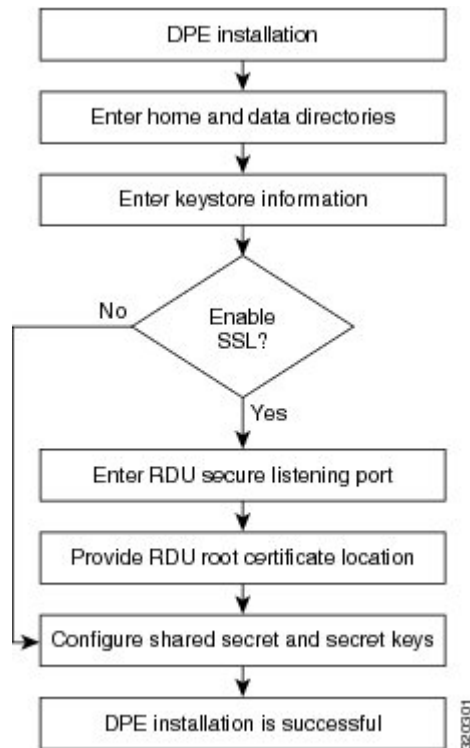 DPE installation
Enter home and data directories
Enter keystore information
No
Enable
SSL?
Yes
Enter RDU secure listening port
Provide RDU root certificate location
Configure shared secret and secret keys
DPE installation is successful
320301